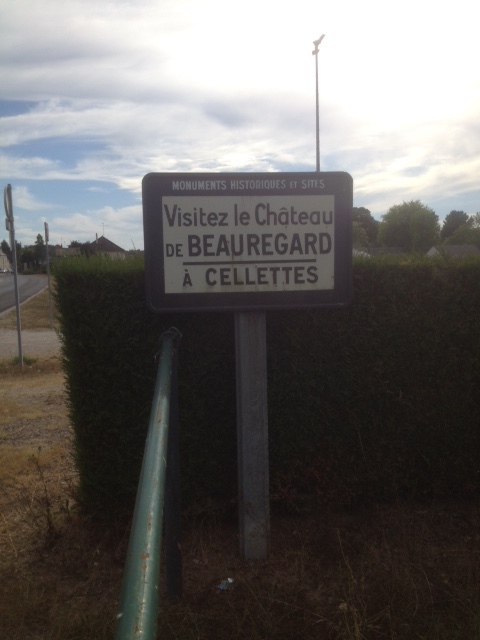 MONUMENTS HISTORIQUES ET SITES
Visitez le Château
DE BEAUREGARD
À CELLETTES